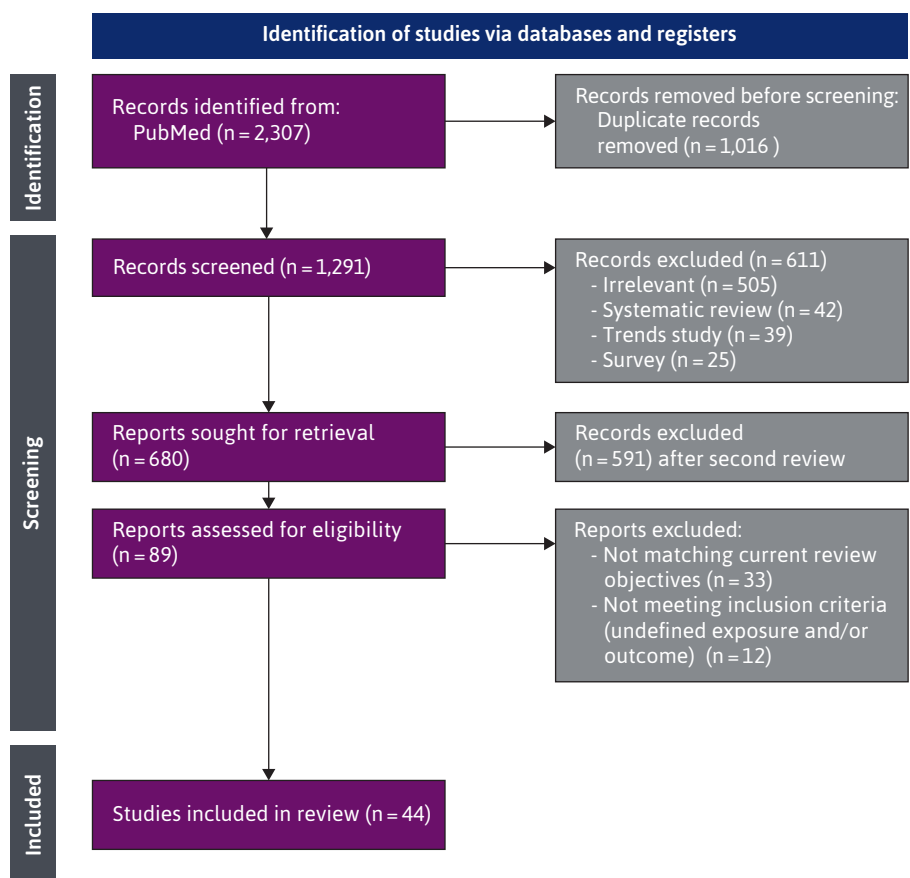 Identification of studies via databases and registers
Identification
Records identified from:
PubMed (n = 2,307)
Records removed before screening:
Duplicate records
removed (n = 1,016 )
Screening
Records screened (n = 1,291)
Records excluded (n = 611)
- Irrelevant (n = 505)
- Systematic review (n = 42)
- Trends study (n = 39)
- Survey (n = 25)
Reports sought for retrieval
(n = 680)
Records excluded
(n = 591) after second review
Reports assessed for eligibility
(n = 89)
Reports excluded:
- Not matching current review
objectives (n = 33)
- Not meeting inclusion criteria
(undefined exposure and/or
outcome) (n = 12)
Included
Studies included in review (n = 44)